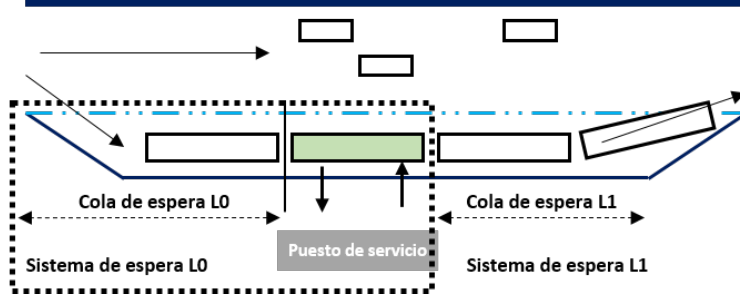 Cola de espera L0
Cola de espera L1
Puesto de servicio
Sistema de espera L0
Sistema de espera L1